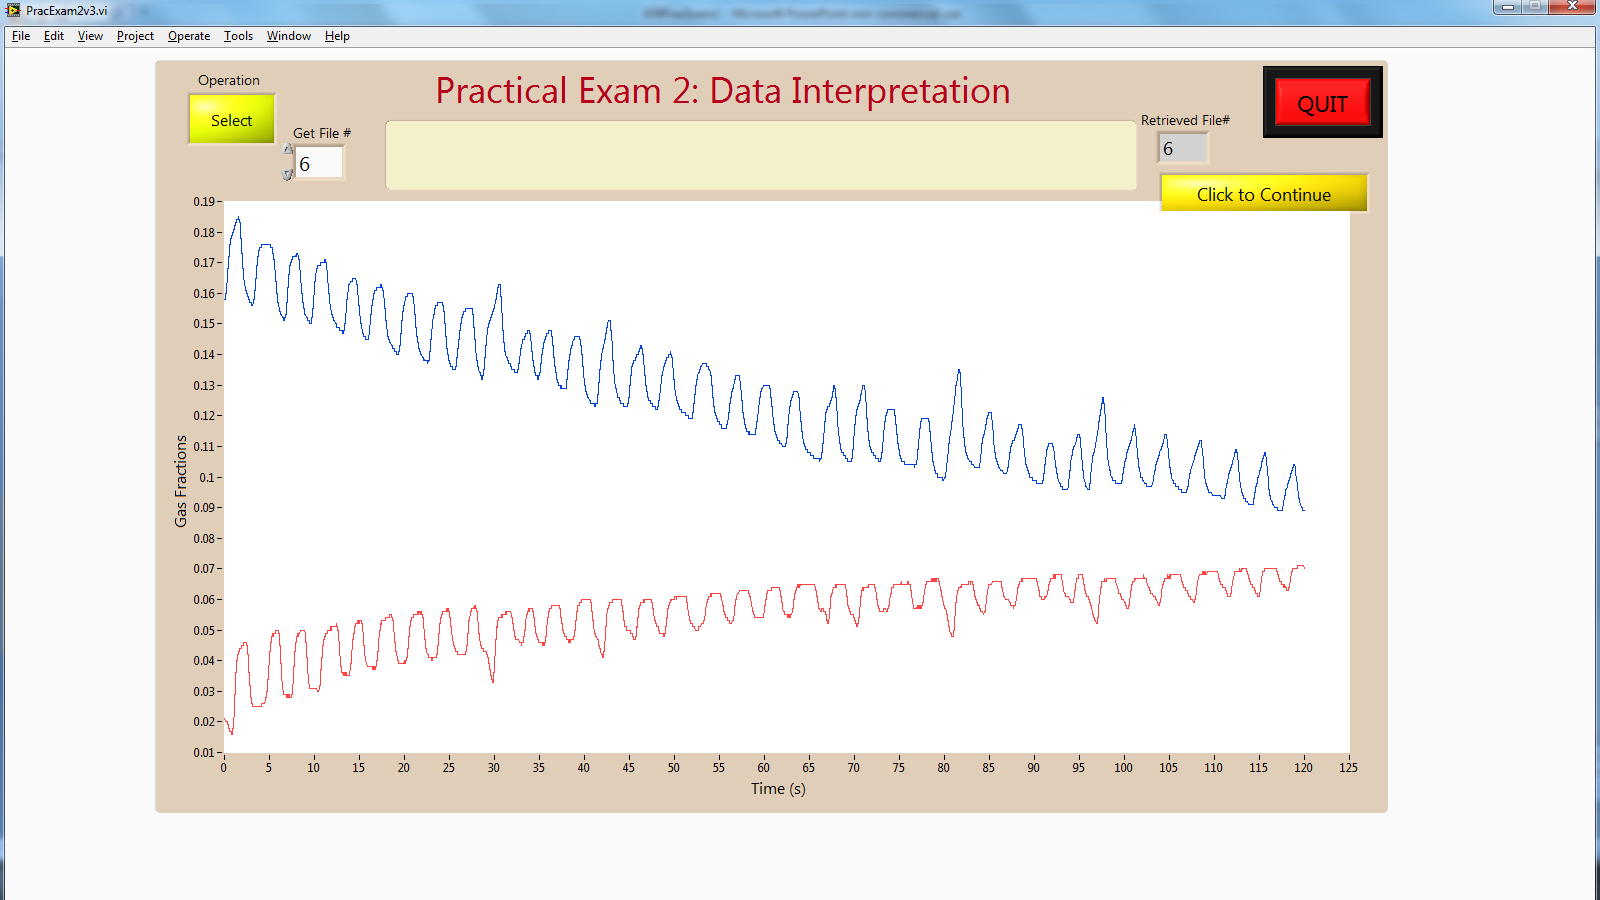 PracExam2v3.vi
File Edit View Project Operate Tools Window Help
Operation
Select
Get File #
6
Practical Exam 2: Data Interpretation
Retrieved File#
6
QUIT
Click to Continue
0.19
0.18
0.17
0.16
0.15
0.14
0.13
0.12
0.11
0.1
0.09
0.08
0.07
0.06
0.05
0.04
0.03
0.02
0.01
Gas Fractions
0 5 10 15 20 25 30 35 40 45 50 55 60 65 70 75 80 85 90 95 100 105 110 115 120 125
Time (s)